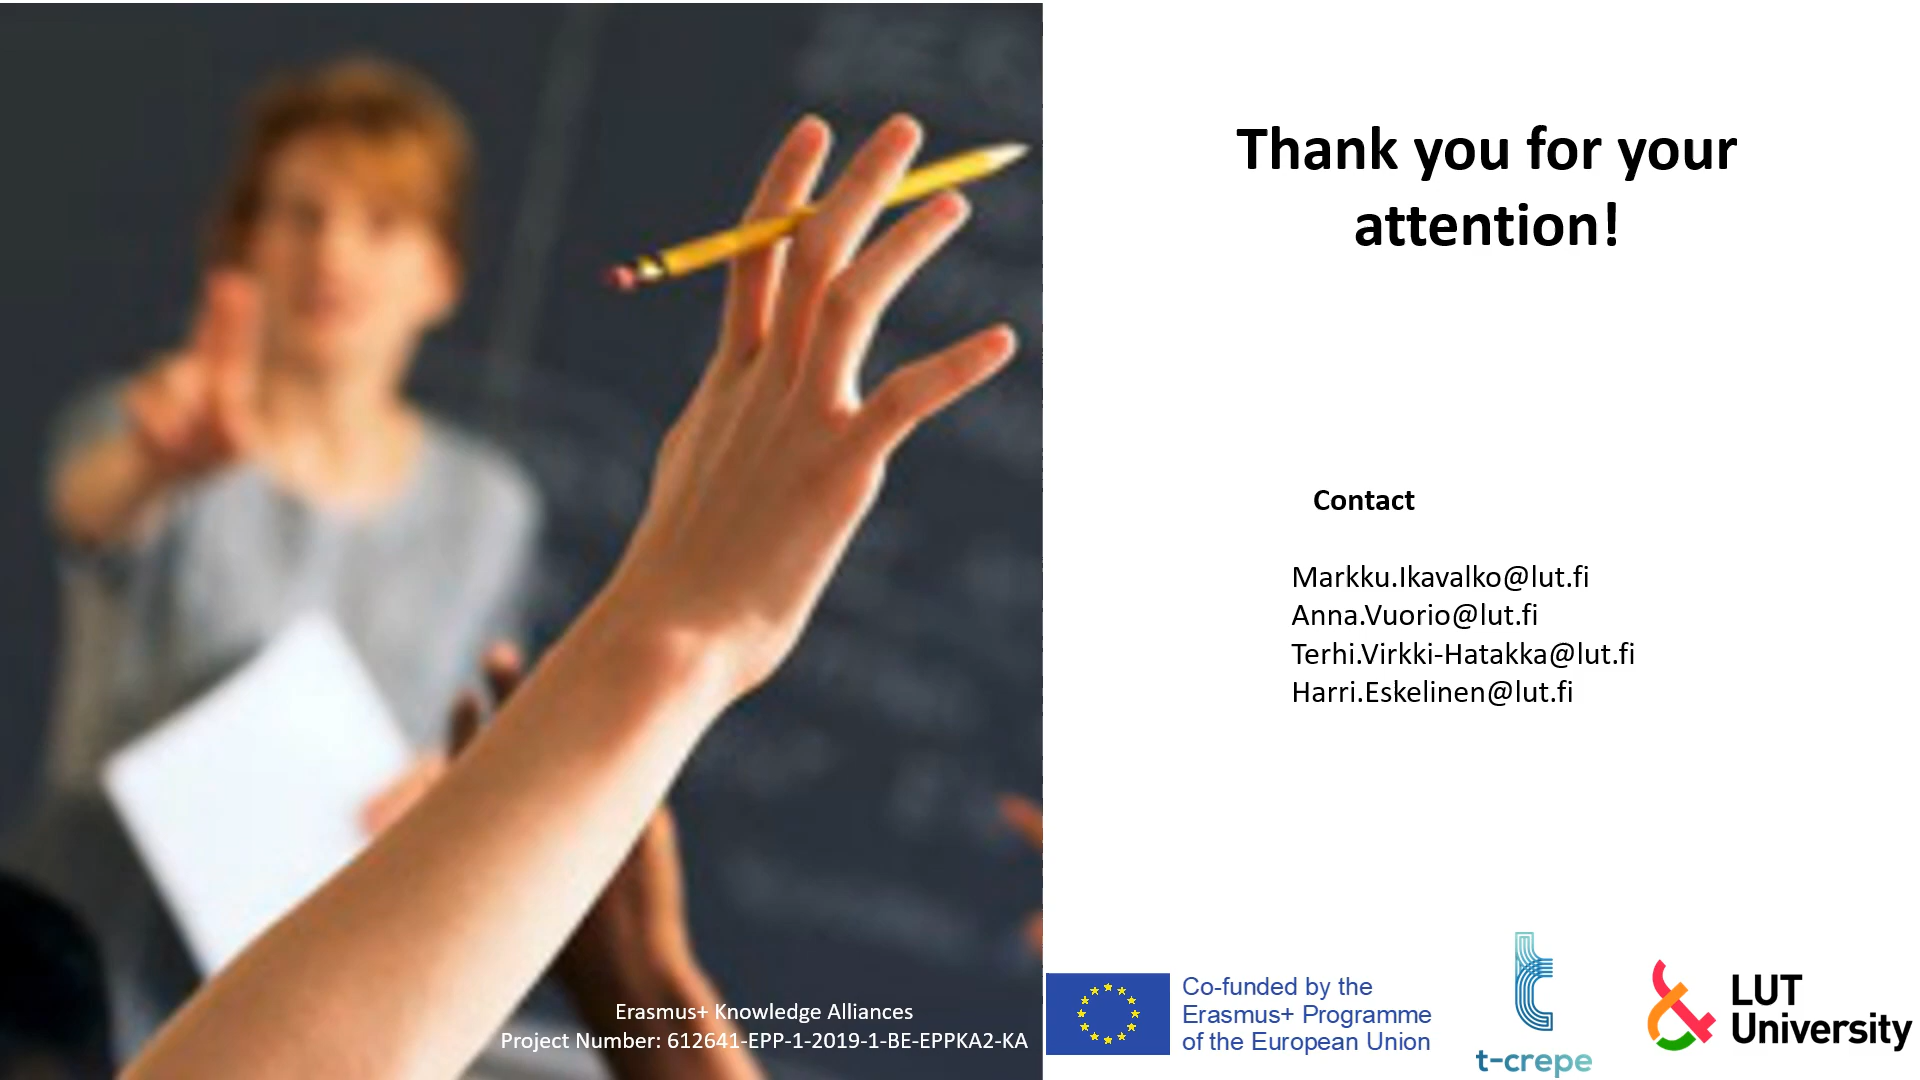 Thank you for your
attention!
Contact
Markku.Ikavalko@lut.fi
Anna.Vuorio@lut.fi
Terhi.Virkki-Hatakka@lut.fi
Harri.Eskelinen@lut.fi
Erasmus+ Knowledge Alliances
Project Number: 612641-EPP-1-2019-1-BE-EPPKA2-KA
Co-funded by the
Erasmus+ Programme
of the European Union
t-crepe
LUT
University